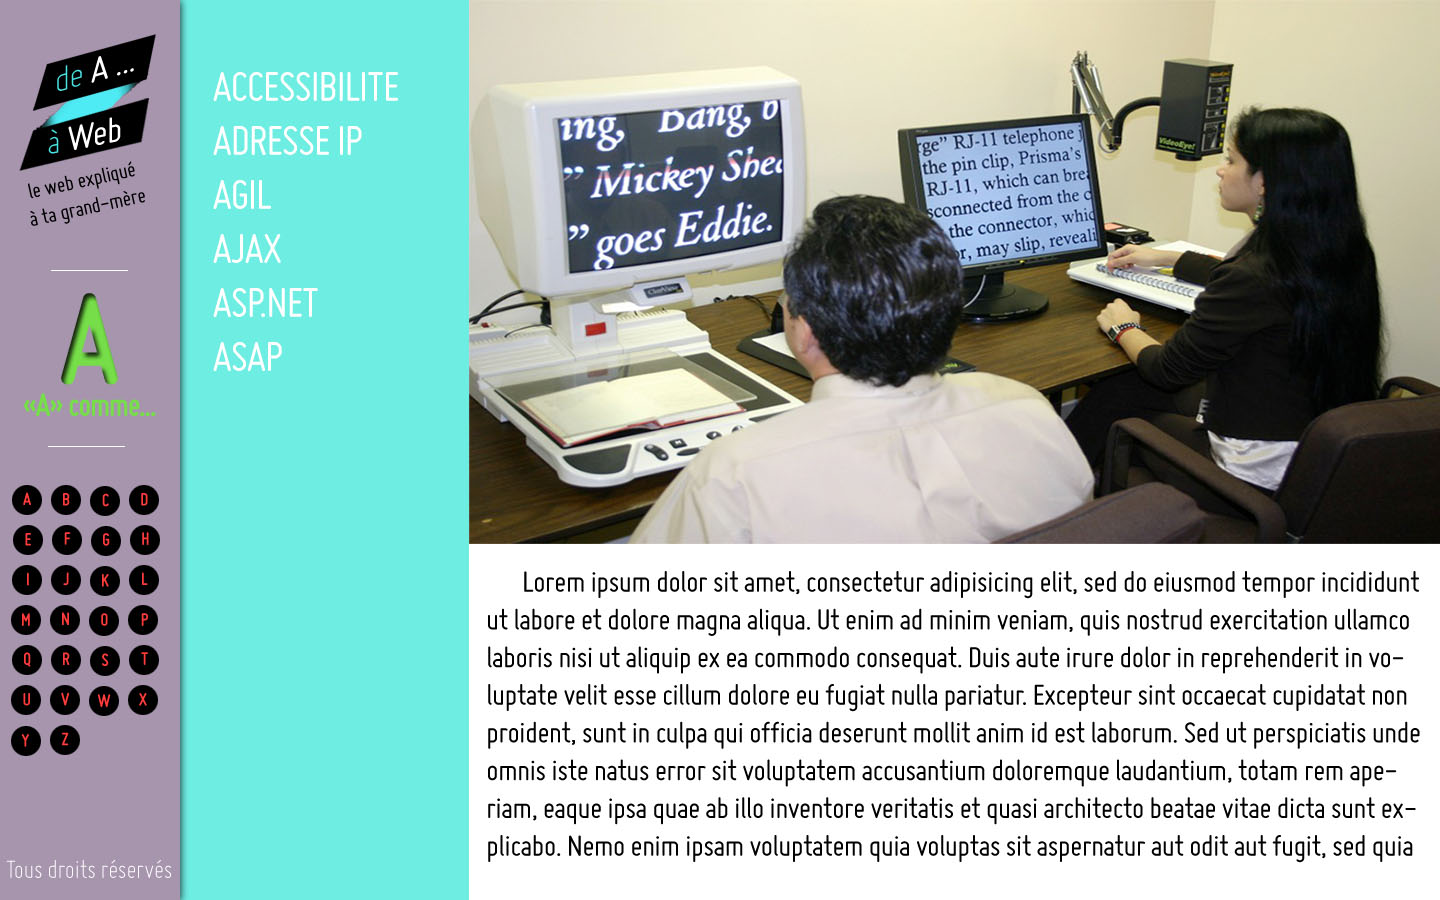 de A ...
à Web
le web expliqué
à ta grand-mère
A
«A» comme...
A B C D
E F G H
I J K L
M N O P
Q R S T
U V W X
Y Z
Tous droits réservés
ACCESSIBILITE
ADRESSE IP
AGIL
AJAX
ASP.NET
ASAP
ing, Bang, b
” Mickey Shea
” goes Eddie.
rge” RJ-11 telephone j
the pin clip, Prisma’s
RJ-11, which can brea
sconnected from the c
the connector, whic
or, may slip, reveali
VideoEye!
Lorem ipsum dolor sit amet, consectetur adipisicing elit, sed do eiusmod tempor incididunt
ut labore et dolore magna aliqua. Ut enim ad minim veniam, quis nostrud exercitation ullamco
laboris nisi ut aliquip ex ea commodo consequat. Duis aute irure dolor in reprehenderit in vo-
luptate velit esse cillum dolore eu fugiat nulla pariatur. Excepteur sint occaecat cupidatat non
proident, sunt in culpa qui officia deserunt mollit anim id est laborum. Sed ut perspiciatis unde
omnis iste natus error sit voluptatem accusantium doloremque laudantium, totam rem ape-
riam, eaque ipsa quae ab illo inventore veritatis et quasi architecto beatae vitae dicta sunt ex-
plicabo. Nemo enim ipsam voluptatem quia voluptas sit aspernatur aut odit aut fugit, sed quia